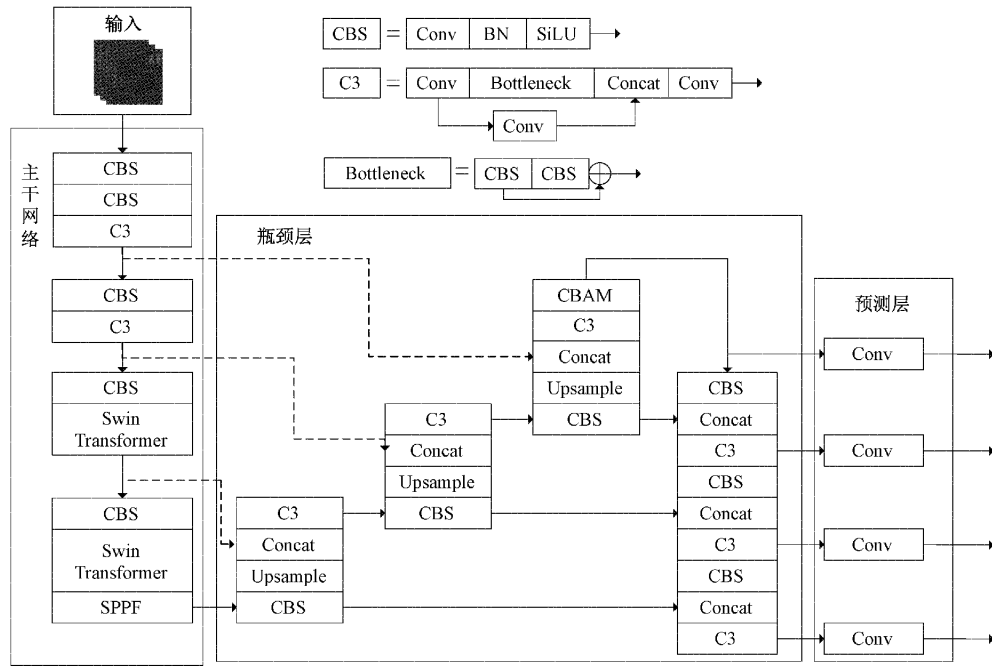 输入
CBS = Conv BN SiLU
C3 = Conv Bottleneck Concat Conv
Conv
Bottleneck = CBS CBS
主干网络
CBS
CBS
C3
CBS
C3
CBS
Swin
Transformer
CBS
Swin
Transformer
SPPF
瓶颈层
C3
Concat
Upsample
CBS
C3
Concat
Upsample
CBS
CBAM
C3
Concat
Upsample
CBS
CBS
Concat
C3
CBS
Concat
C3
CBS
Concat
C3
预测层
Conv
Conv
Conv
Conv